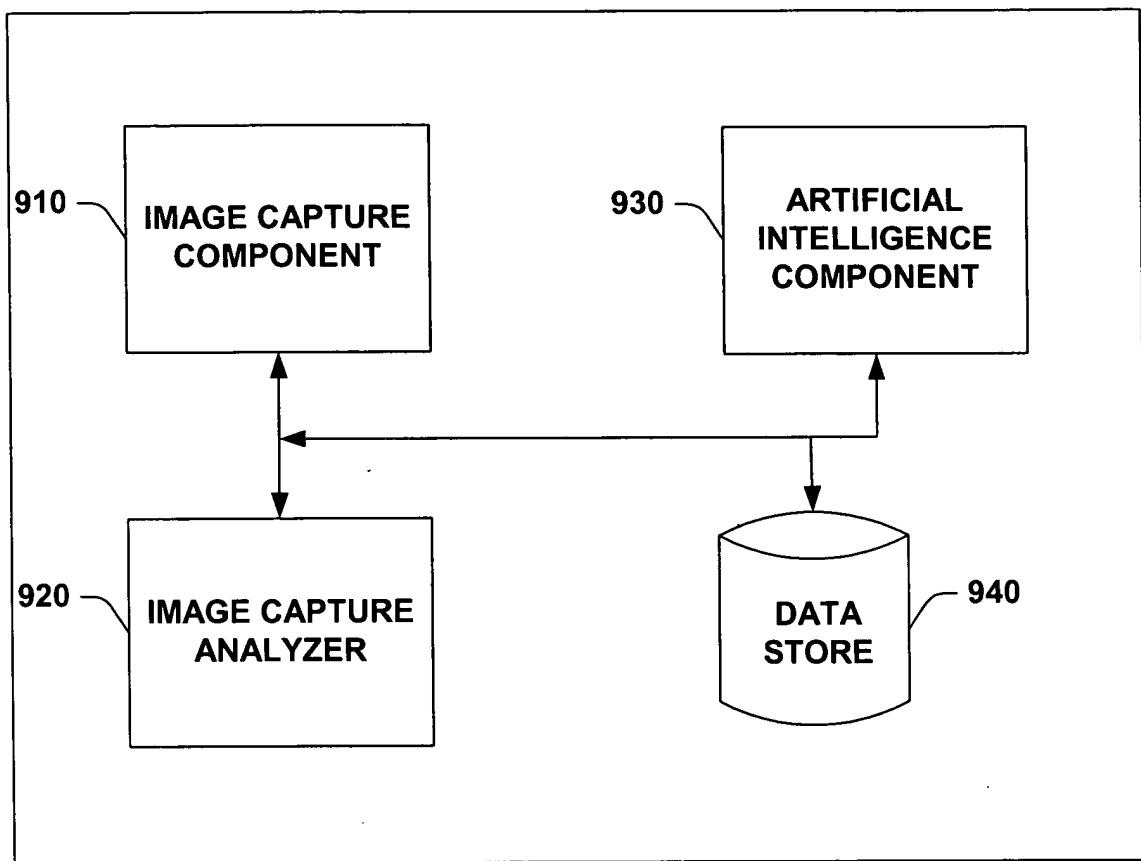 910
IMAGE CAPTURE
COMPONENT
930
ARTIFICIAL
INTELLIGENCE
COMPONENT
920
IMAGE CAPTURE
ANALYZER
DATA
STORE
940